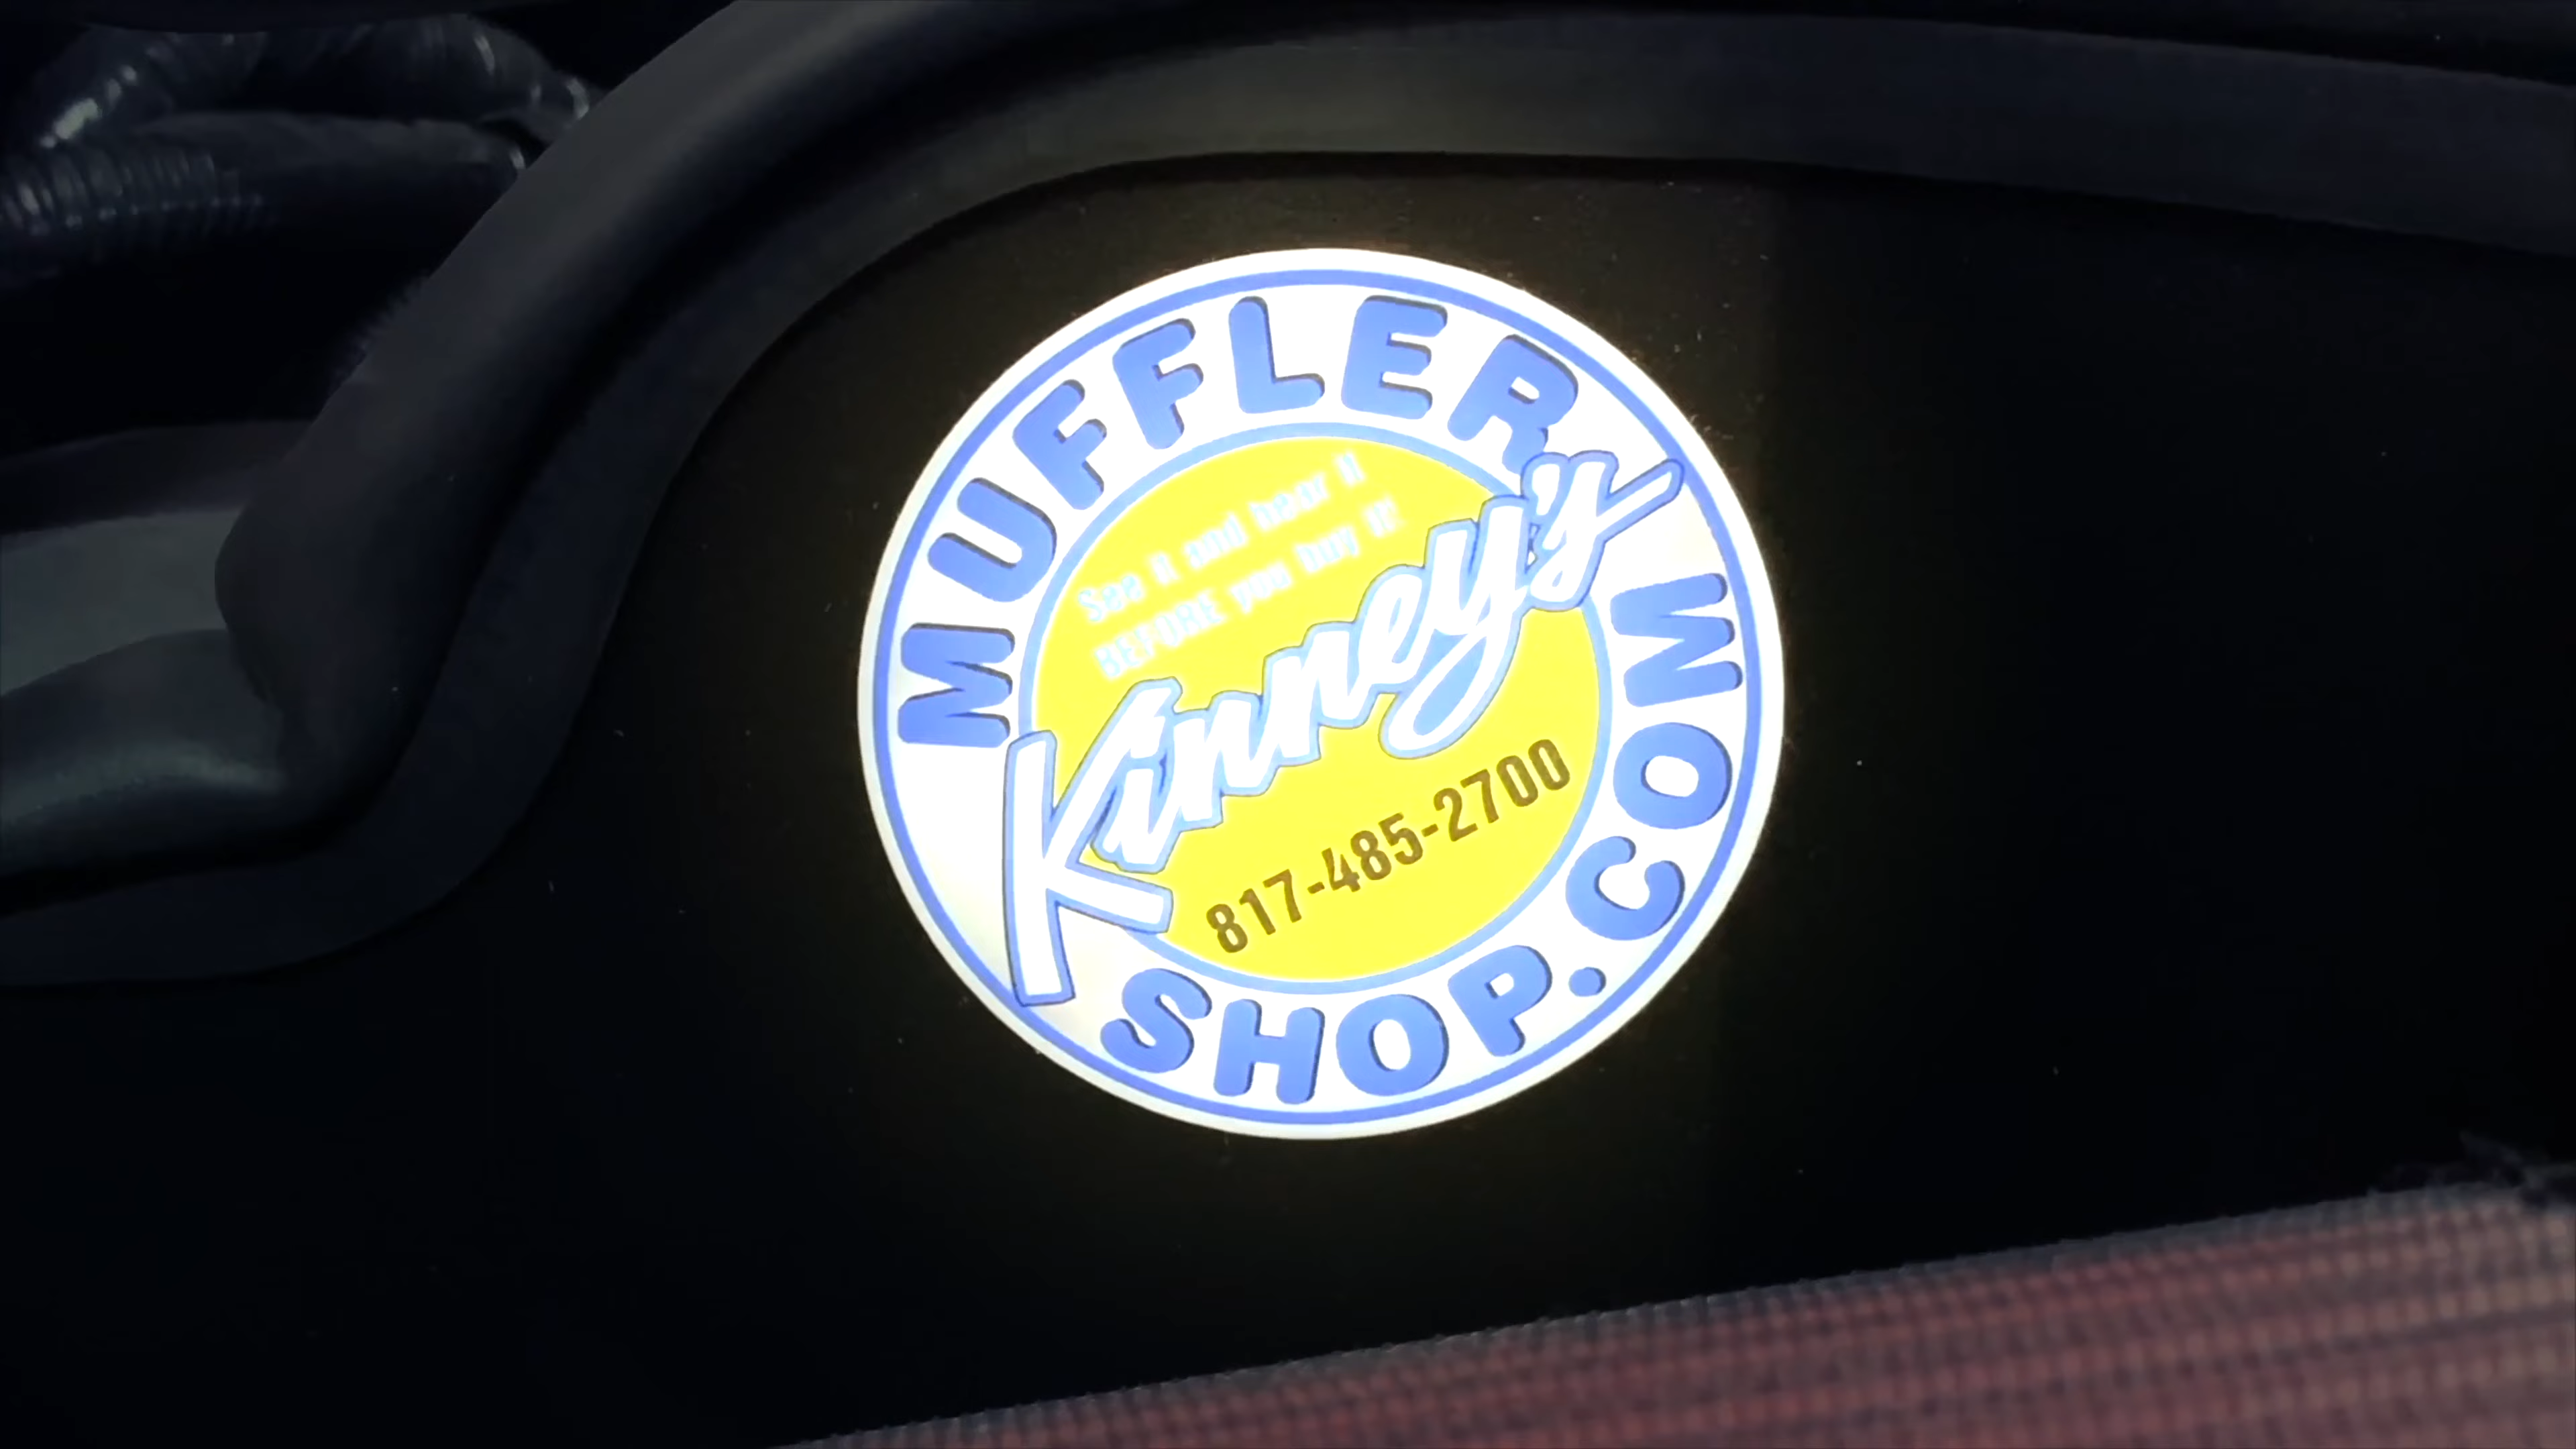 MUFFLER
See it and hear it
BEFORE you buy it!
Kinney's
817-485-2700
SHOP.COM